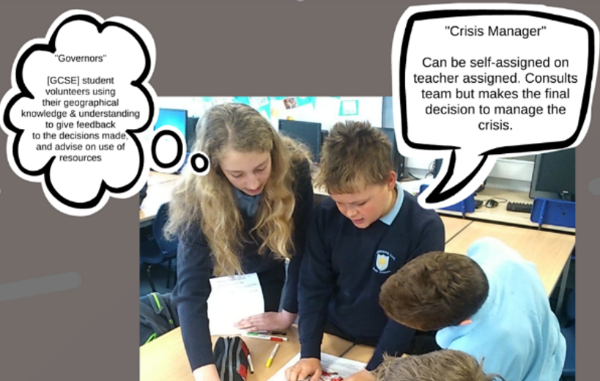 "Governors"
[GCSE] student
volunteers using
their geographical
knowledge & understanding
to give feedback
to the decisions made,
and advise on use of
resources
"Crisis Manager"
Can be self-assigned on
teacher assigned. Consults
team but makes the final
decision to manage the
crisis.